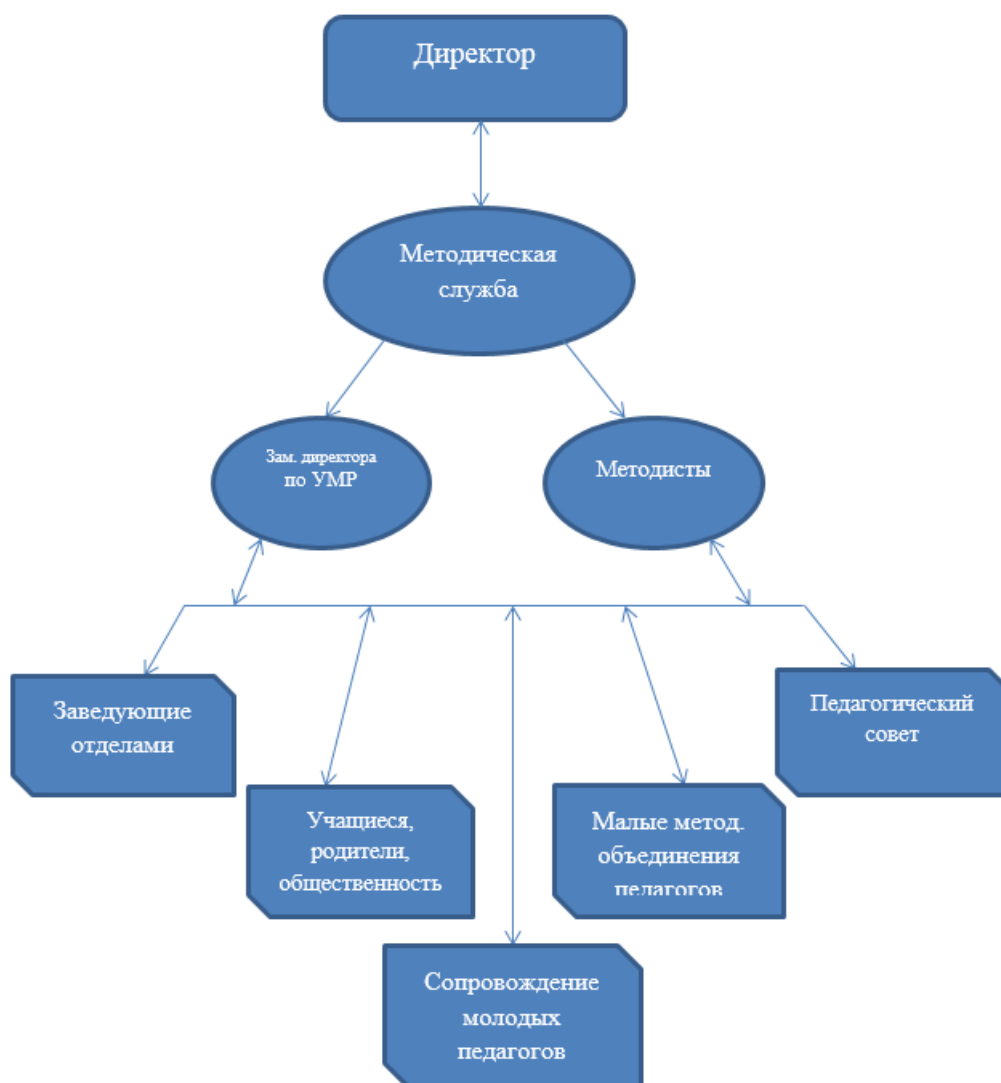 Директор
Методическая
служба
Зам. директора
по УМР
Методисты
Заведующие
отделами
Педагогический
совет
Учащиеся,
родители,
общественность
Малые метод.
объединения
педагогов
Сопровождение
молодых
педагогов